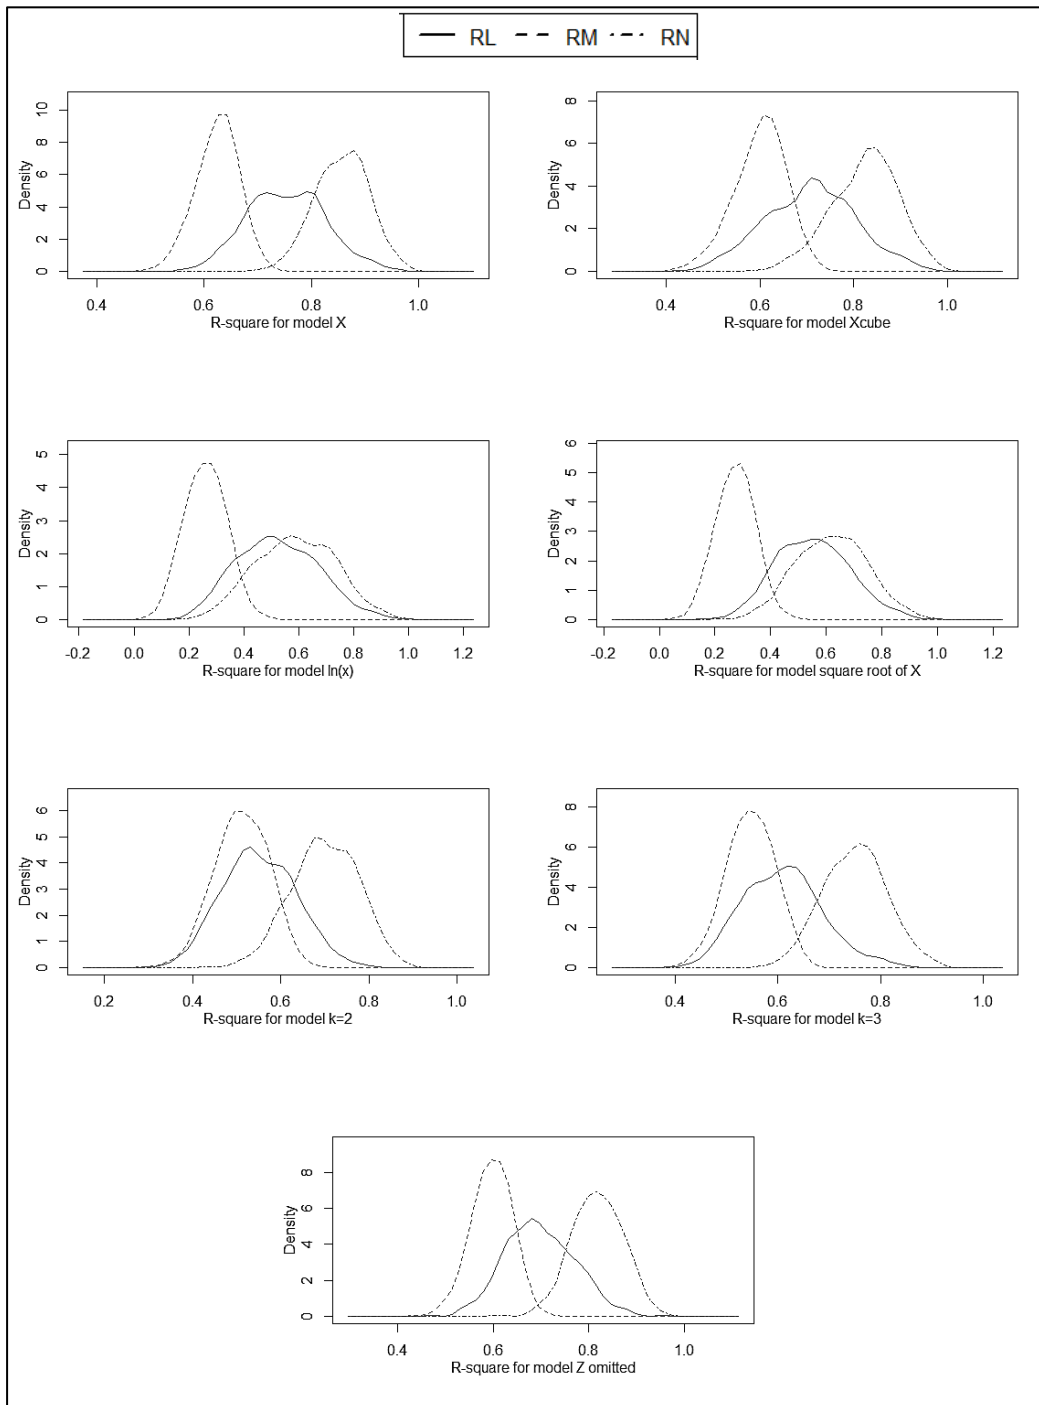 RL RM RN
Density
10
8
6
4
2
0
0.4 0.6 0.8 1.0
R-square for model X
Density
8
6
4
2
0
0.4 0.6 0.8 1.0
R-square for model Xcube
Density
5
4
3
2
1
0
-0.2 0.0 0.2 0.4 0.6 0.8 1.0 1.2
R-square for model ln(x)
Density
6
5
4
3
2
1
0
-0.2 0.0 0.2 0.4 0.6 0.8 1.0 1.2
R-square for model square root of X
Density
6
5
4
3
2
1
0
0.2 0.4 0.6 0.8 1.0
R-square for model k=2
Density
8
6
4
2
0
0.4 0.6 0.8 1.0
R-square for model k=3
Density
8
6
4
2
0
0.4 0.6 0.8 1.0
R-square for model Z omitted